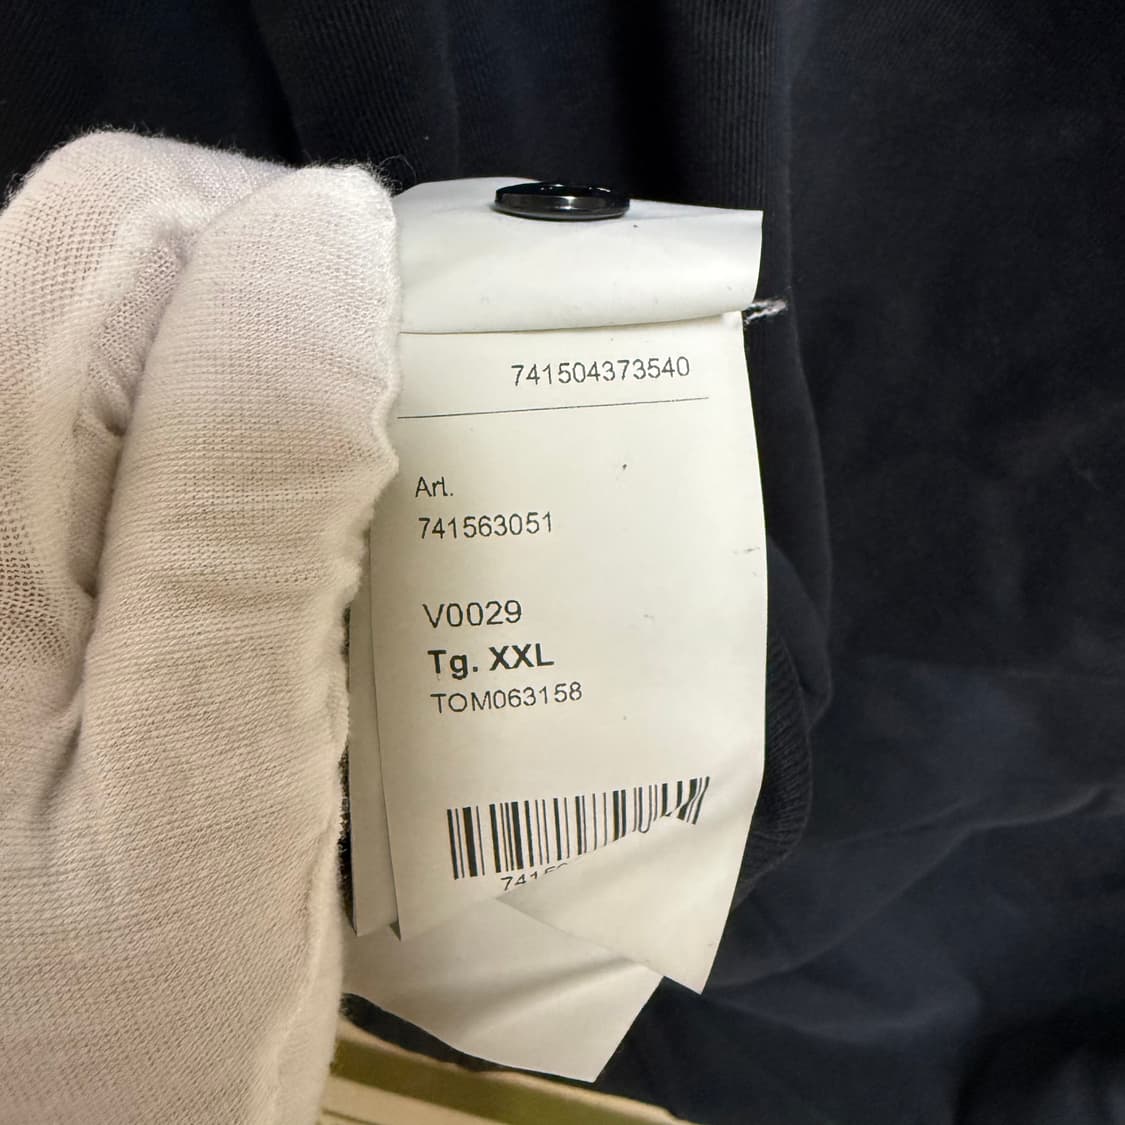 741504373540
Art.
741563051
V0029
Tg. XXL
TOM063158